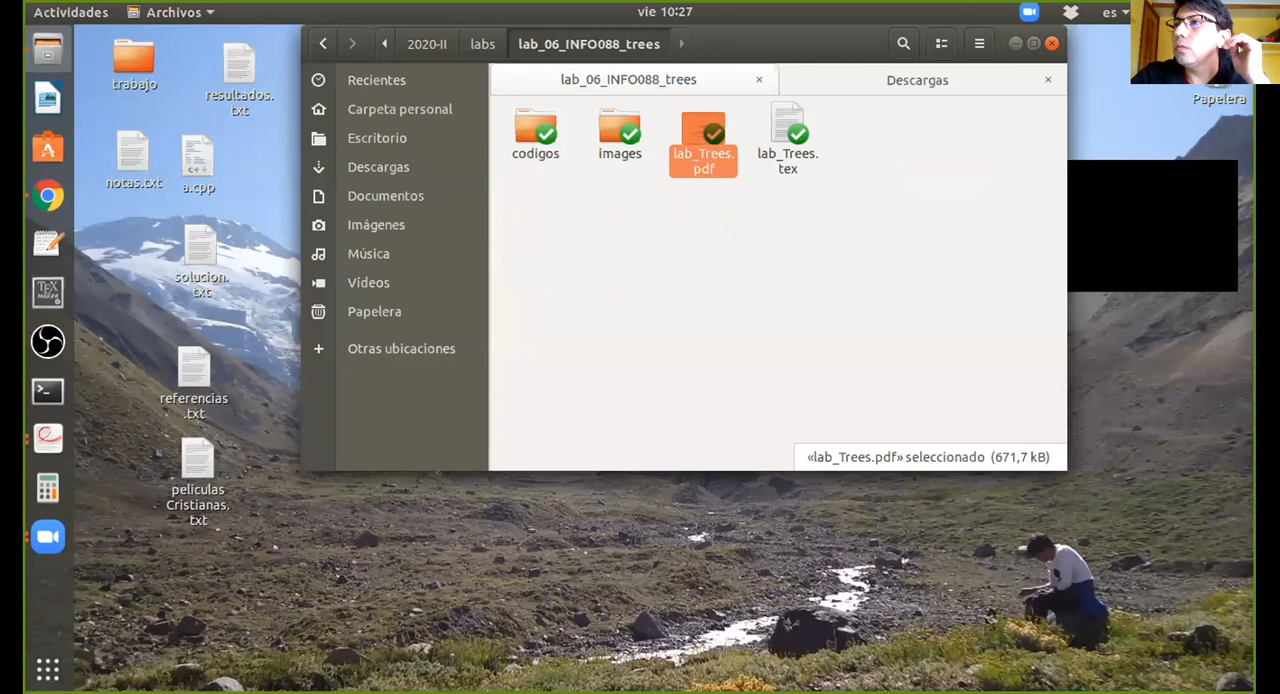 Actividades
Archivos
vie 10:27
es
2020-II
labs
lab_06_INFO088_trees
lab_06_INFO088_trees
Descargas
Recientes
Carpeta personal
Escritorio
Descargas
Documentos
Imágenes
Música
Vídeos
Papelera
Otras ubicaciones
codigos
images
lab_Trees.
pdf
lab_Trees.
tex
«lab_Trees.pdf» seleccionado (671,7 kB)
trabajo
resultados.
txt
notas.txt
a.cpp
solucion.
txt
referencias
.txt
peliculas
Cristianas.
txt
Papelera